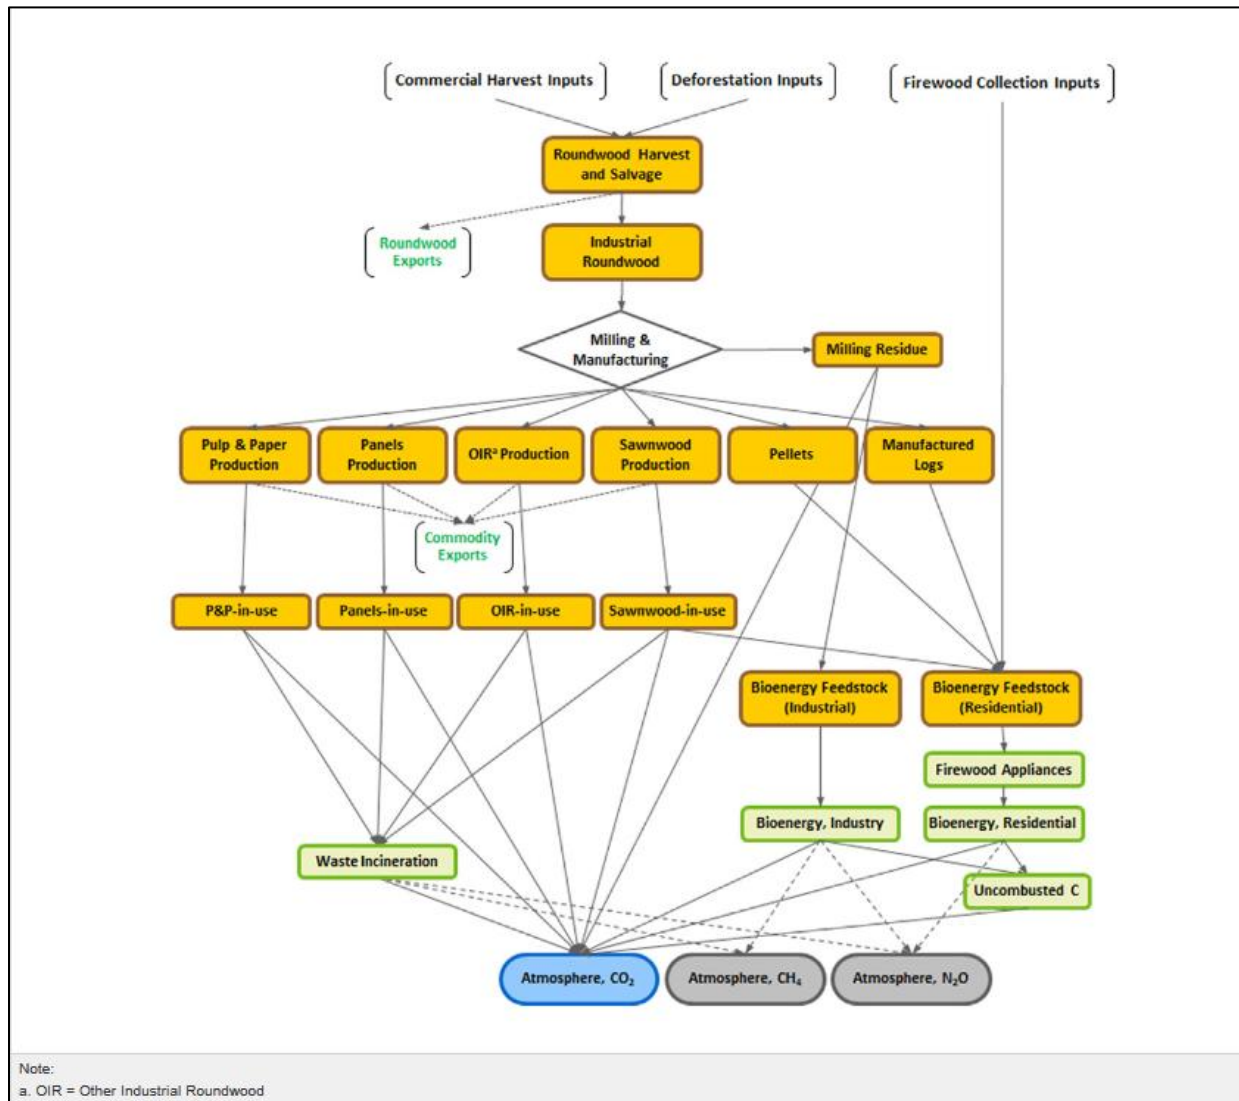 Commercial Harvest Inputs
Deforestation Inputs
Firewood Collection Inputs
Roundwood Harvest
and Salvage
Roundwood
Exports
Industrial
Roundwood
Milling &
Manufacturing
Milling Residue
Pulp & Paper
Production
Panels
Production
OIRᵃ Production
Sawnwood
Production
Pellets
Manufactured
Logs
Commodity
Exports
P&P-in-use
Panels-in-use
OIR-in-use
Sawnwood-in-use
Bioenergy Feedstock
(Industrial)
Bioenergy Feedstock
(Residential)
Firewood Appliances
Bioenergy, Industry
Bioenergy, Residential
Waste Incineration
Uncombusted C
Atmosphere, CO₂
Atmosphere, CH₄
Atmosphere, N₂O
Note:
a. OIR = Other Industrial Roundwood